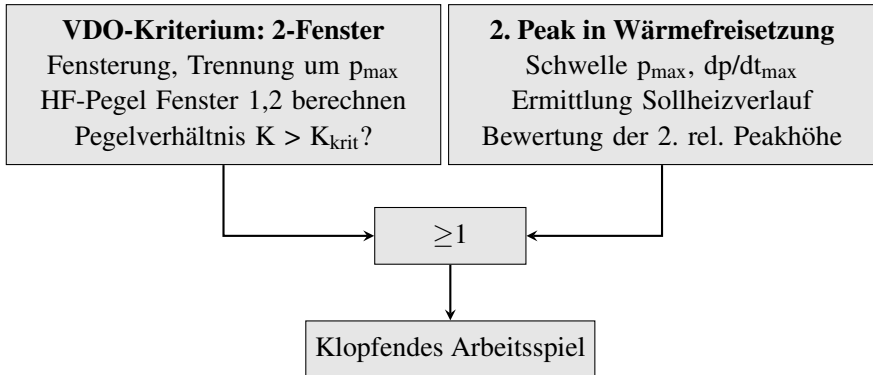 VDO-Kriterium: 2-Fenster
Fensterung, Trennung um pmax
HF-Pegel Fenster 1,2 berechnen
Pegelverhältnis K > Kkrit?
2. Peak in Wärmefreisetzung
Schwelle pmax, dp/dtmax
Ermittlung Sollheizverlauf
Bewertung der 2. rel. Peakhöhe
≥1
Klopfendes Arbeitsspiel